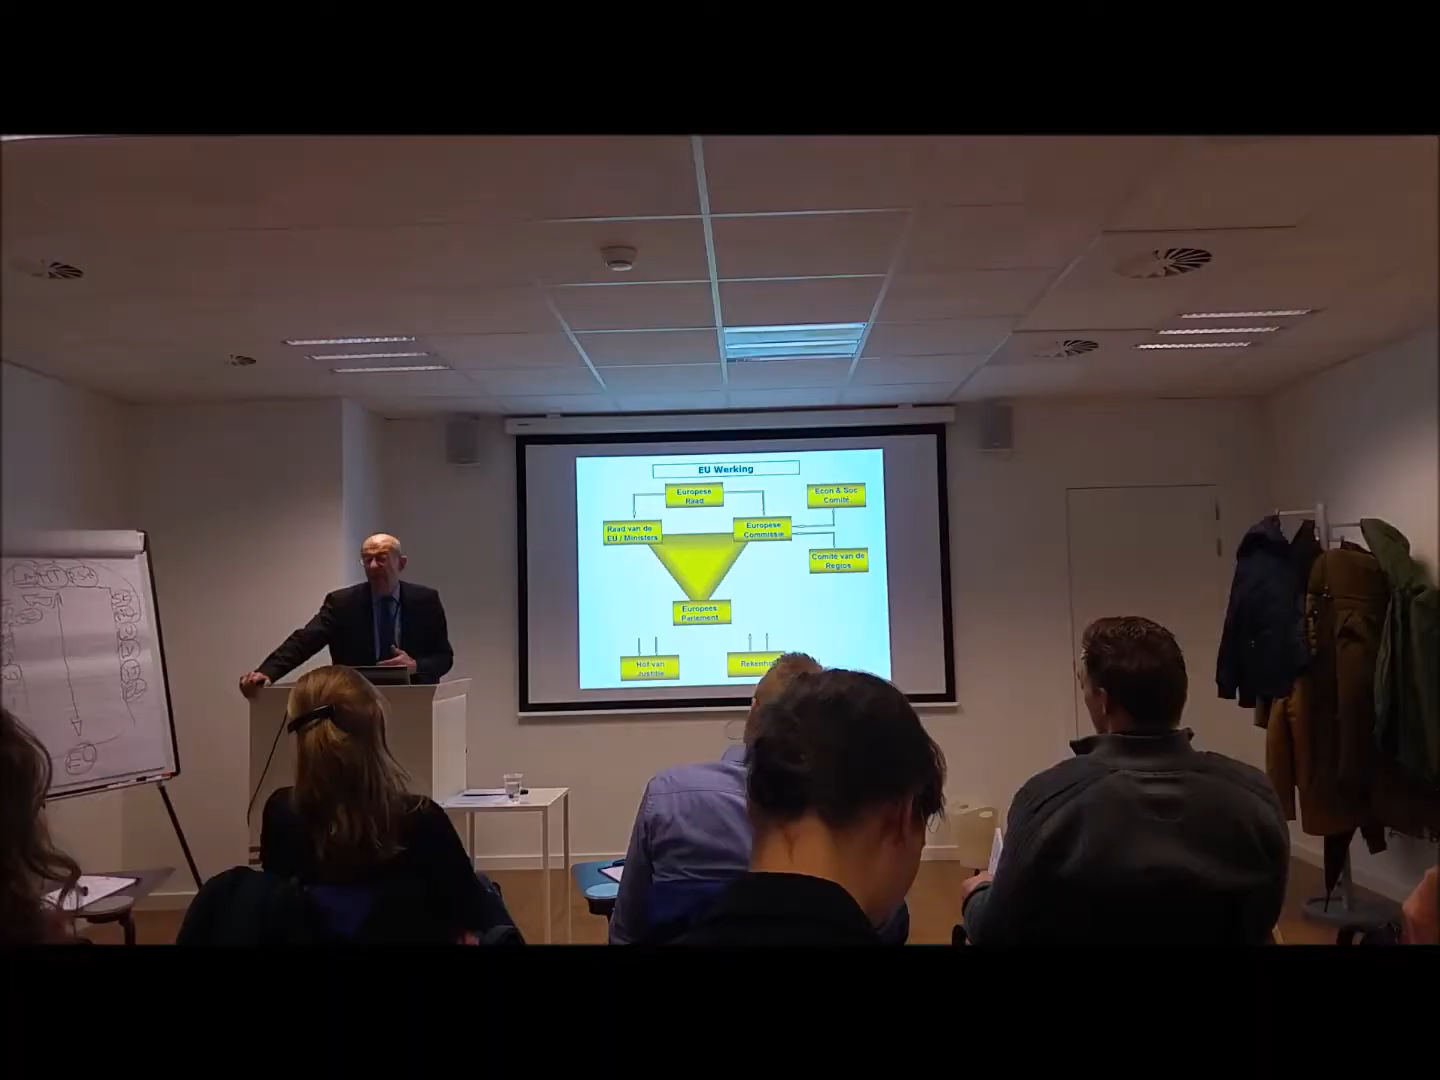 EU Werking
Europese
Raad
Econ & Soc
Comité
Raad van de
EU / Ministers
Europese
Commissie
Comité van de
Regios
Europees
Parlement
Hof van
Justitie